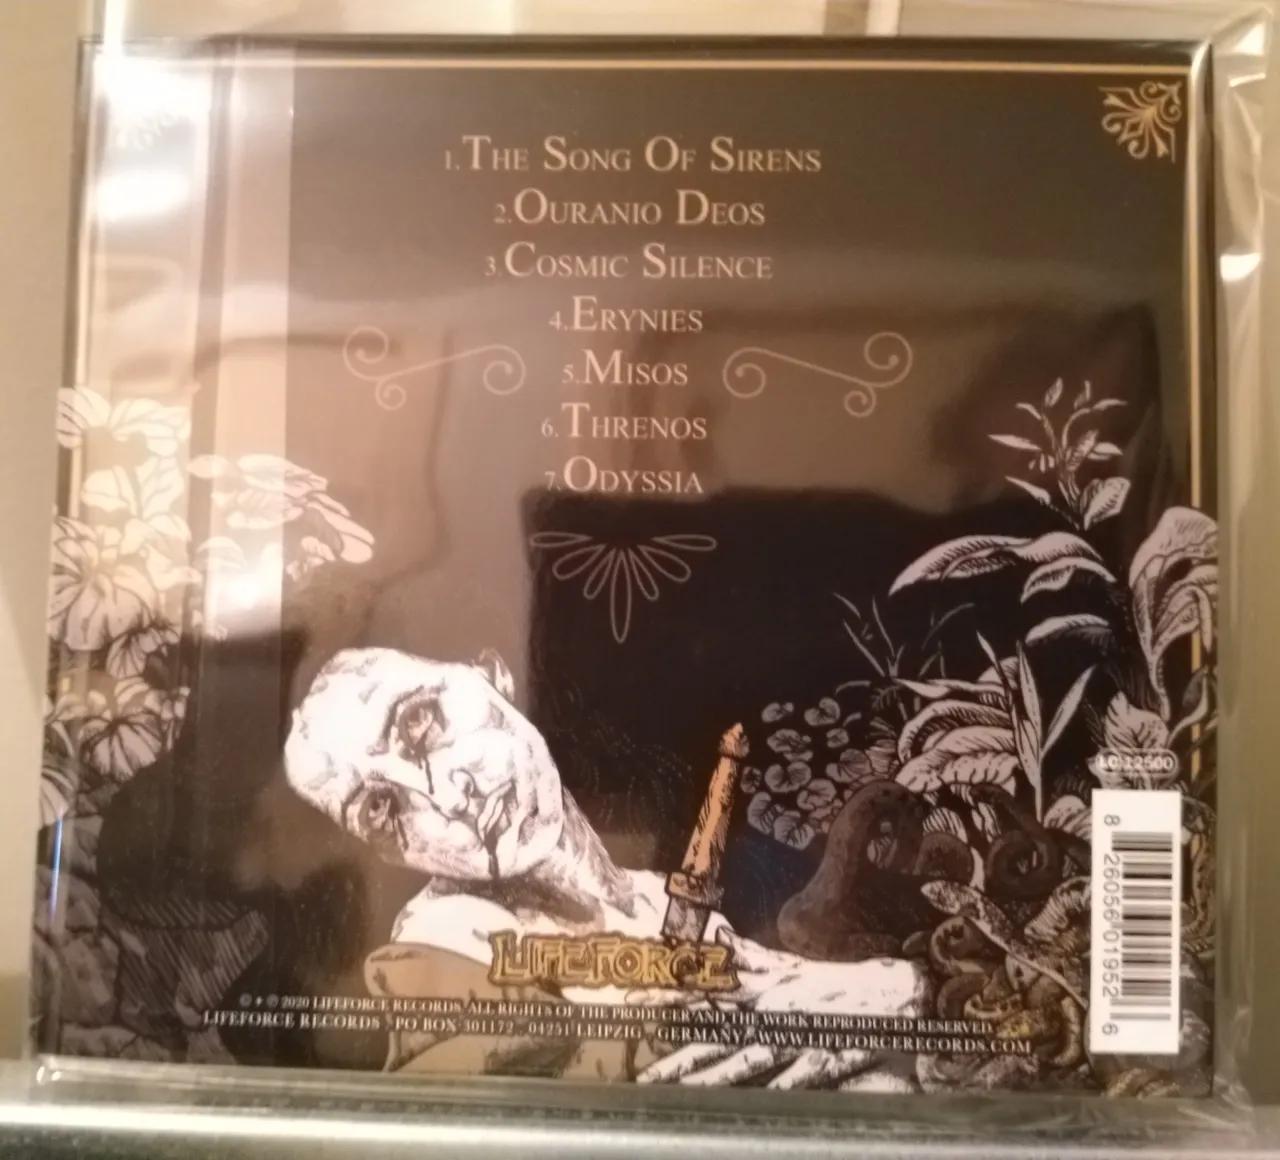 1.The Song Of Sirens
2.Ouranio Deos
3.Cosmic Silence
4.Erynies
5.Misos
6.Threnos
7.Odyssia
LC 12500
8 26056 01952 6
LIFEFORCE
© + ℗ 2020 LIFEFORCE RECORDS. ALL RIGHTS OF THE PRODUCER AND THE WORK REPRODUCED RESERVED.
LIFEFORCE RECORDS · PO BOX 301172 · 04251 LEIPZIG · GERMANY · WWW.LIFEFORCERECORDS.COM